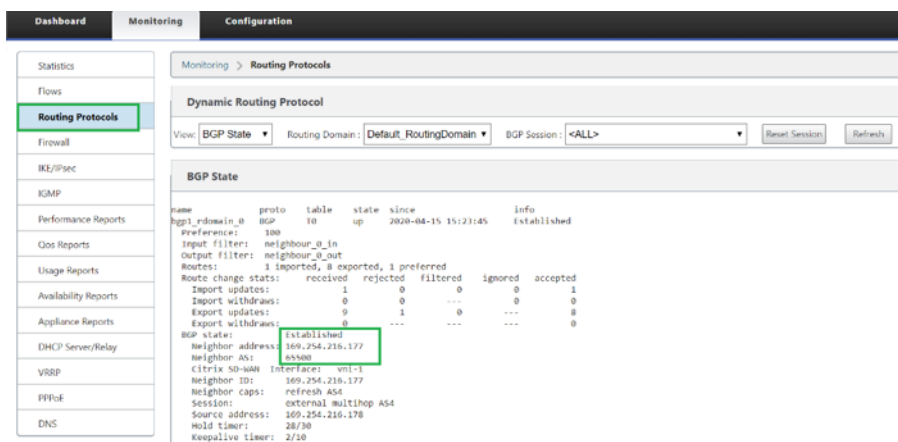 Dashboard Monitoring Configuration
Statistics
Flows
Routing Protocols
Firewall
IKE/IPsec
IGMP
Performance Reports
Qos Reports
Usage Reports
Availability Reports
Appliance Reports
DHCP Server/Relay
VRRP
PPPoE
DNS
Monitoring > Routing Protocols
Dynamic Routing Protocol
View: BGP State Routing Domain : Default_RoutingDomain BGP Session : <ALL> Reset Session Refresh
BGP State
name proto table state since info
bgp1_rdomain_0 BGP T0 up 2020-04-15 15:23:45 Established
Preference: 100
Input filter: neighbour_0_in
Output filter: neighbour_0_out
Routes: 1 imported, 8 exported, 1 preferred
Route change stats: received rejected filtered ignored accepted
Import updates: 1 0 0 0 1
Import withdraws: 0 0 --- 0 0
Export updates: 9 1 0 --- 8
Export withdraws: 0 --- --- --- 0
BGP state: Established
Neighbor address: 169.254.216.177
Neighbor AS: 65500
Citrix SD-WAN Interface: vni-1
Neighbor ID: 169.254.216.177
Neighbor caps: refresh AS4
Session: external multihop AS4
Source address: 169.254.216.178
Hold timer: 28/30
Keepalive timer: 2/10